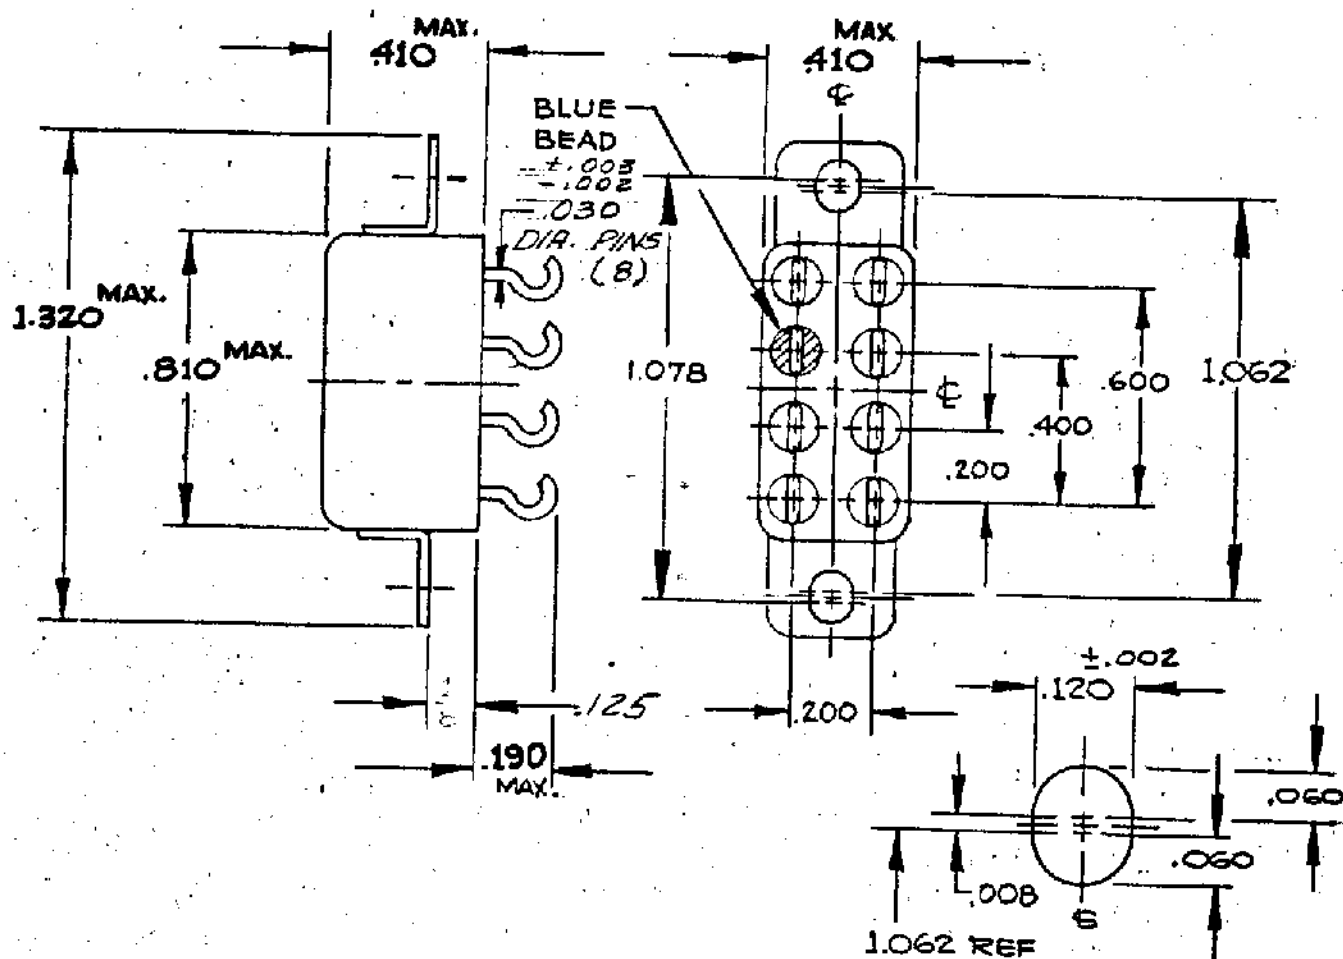 MAX.
.410
MAX
.410
℄
BLUE
BEAD
+.003
-.002
.030
DIA. PINS
(8)
1.320 MAX.
.810 MAX.
1.078
℄
.600
1.062
.400
.200
.125
.190
MAX.
.200
±.002
.120
.060
.060
.008
1.062 REF
℄